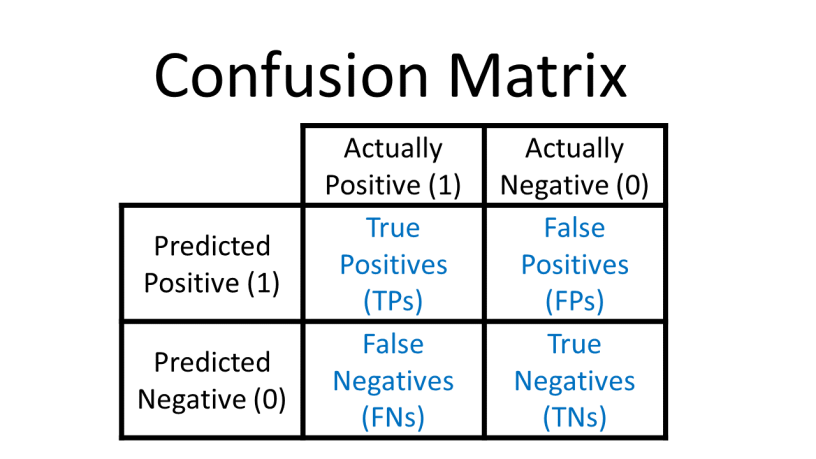 Confusion Matrix
Actually
Positive (1)
Actually
Negative (0)
Predicted
Positive (1)
True
Positives
(TPs)
False
Positives
(FPs)
Predicted
Negative (0)
False
Negatives
(FNs)
True
Negatives
(TNs)